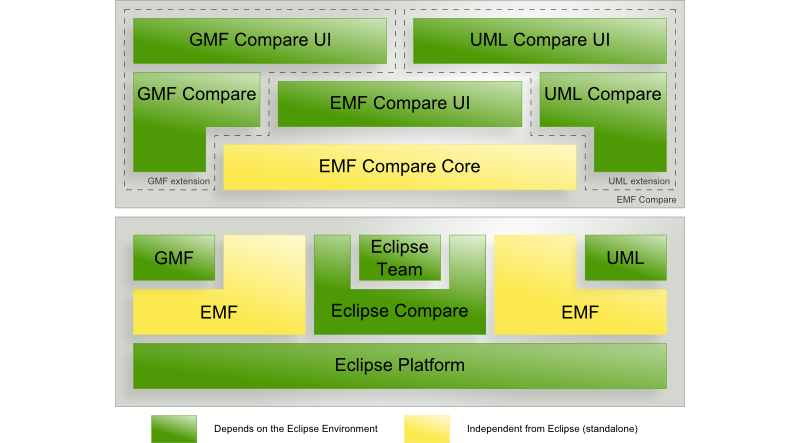 GMF Compare UI
UML Compare UI
GMF Compare
EMF Compare UI
UML Compare
EMF Compare Core
GMF extension
UML extension
EMF Compare
GMF
Eclipse
Team
UML
EMF
Eclipse Compare
EMF
Eclipse Platform
Depends on the Eclipse Environment
Independent from Eclipse (standalone)